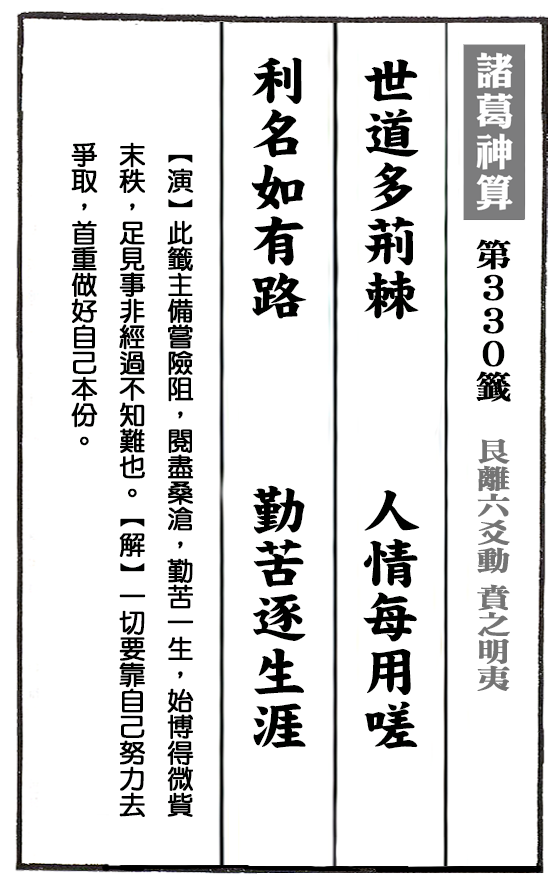 諸葛神算 第330籤 艮離六爻動 賁之明夷
世道多荊棘 人情每用嗟
利名如有路 勤苦逐生涯
【演】此籤主備嘗險阻，閱盡桑滄，勤苦一生，始博得微貲
末秩，足見事非經過不知難也。【解】一切要靠自己努力去
爭取，首重做好自己本份。